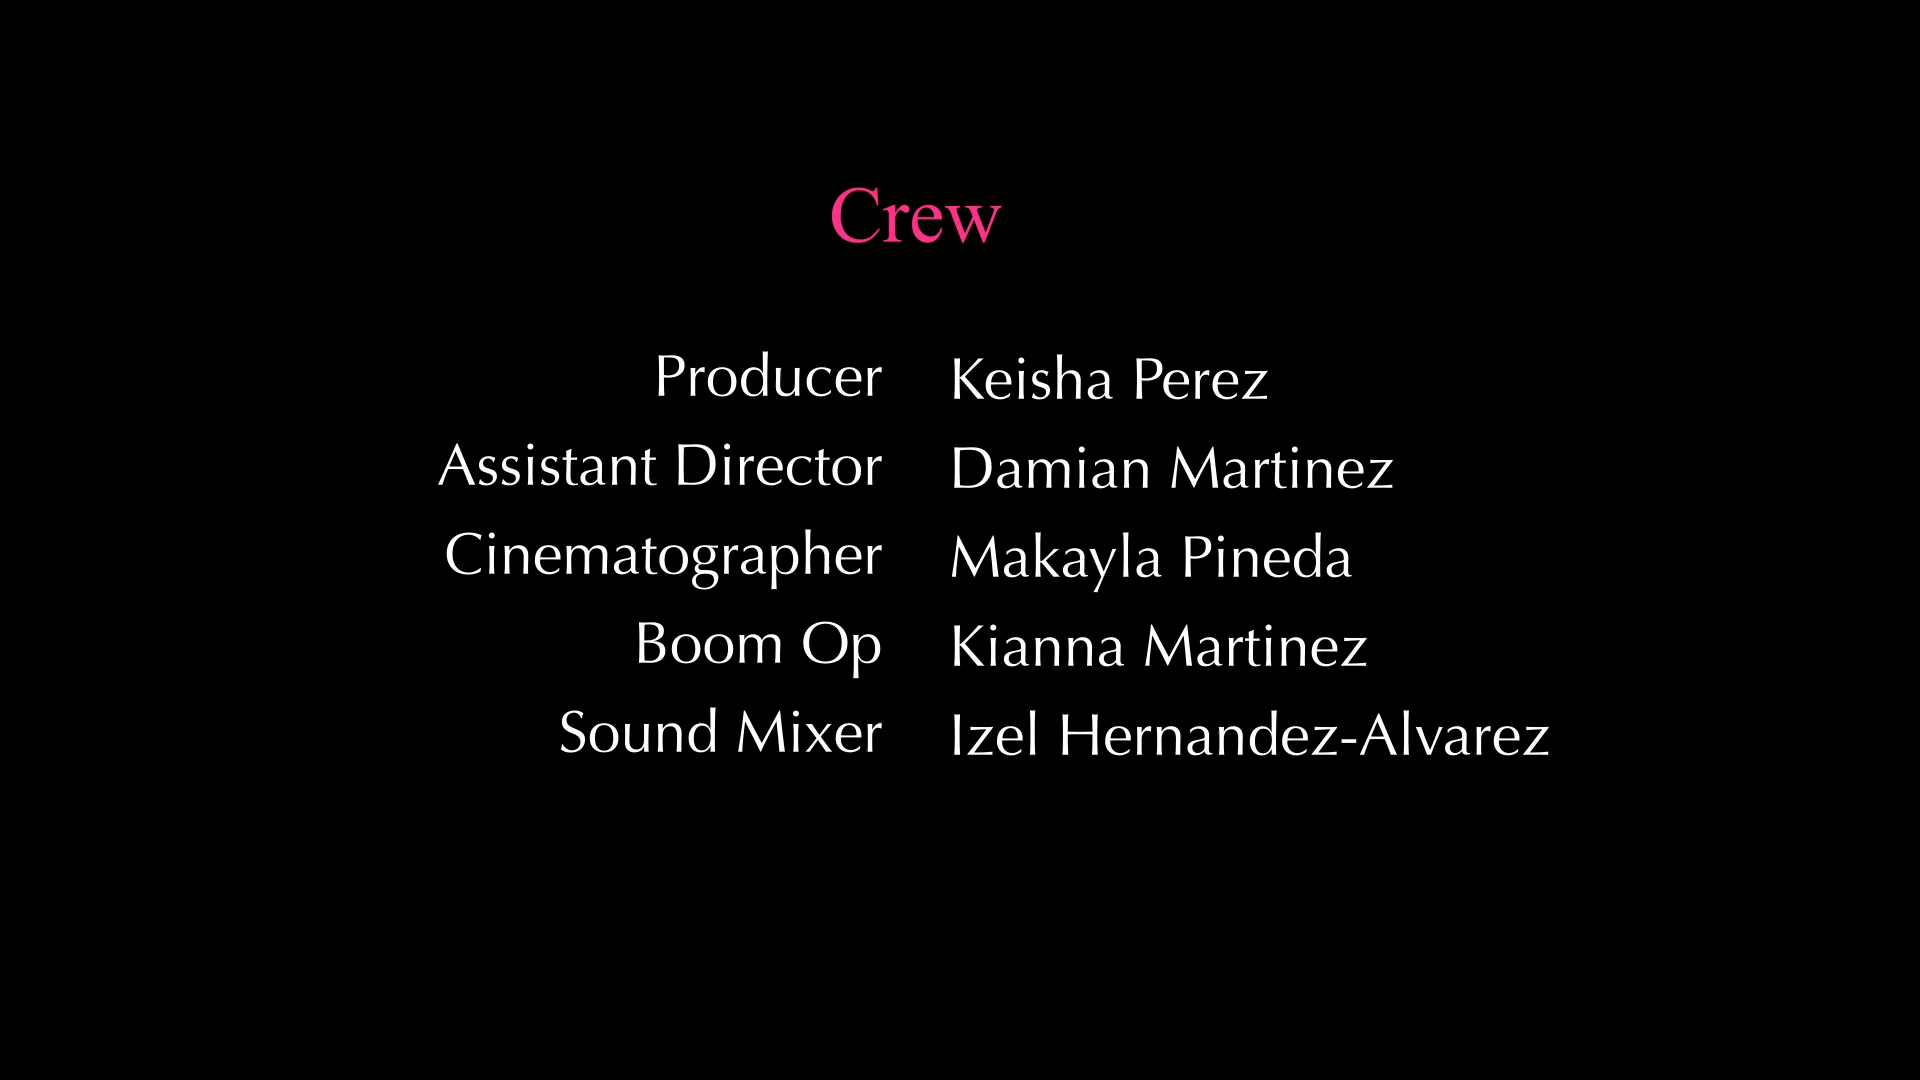 Crew
Producer Keisha Perez
Assistant Director Damian Martinez
Cinematographer Makayla Pineda
Boom Op Kianna Martinez
Sound Mixer Izel Hernandez-Alvarez